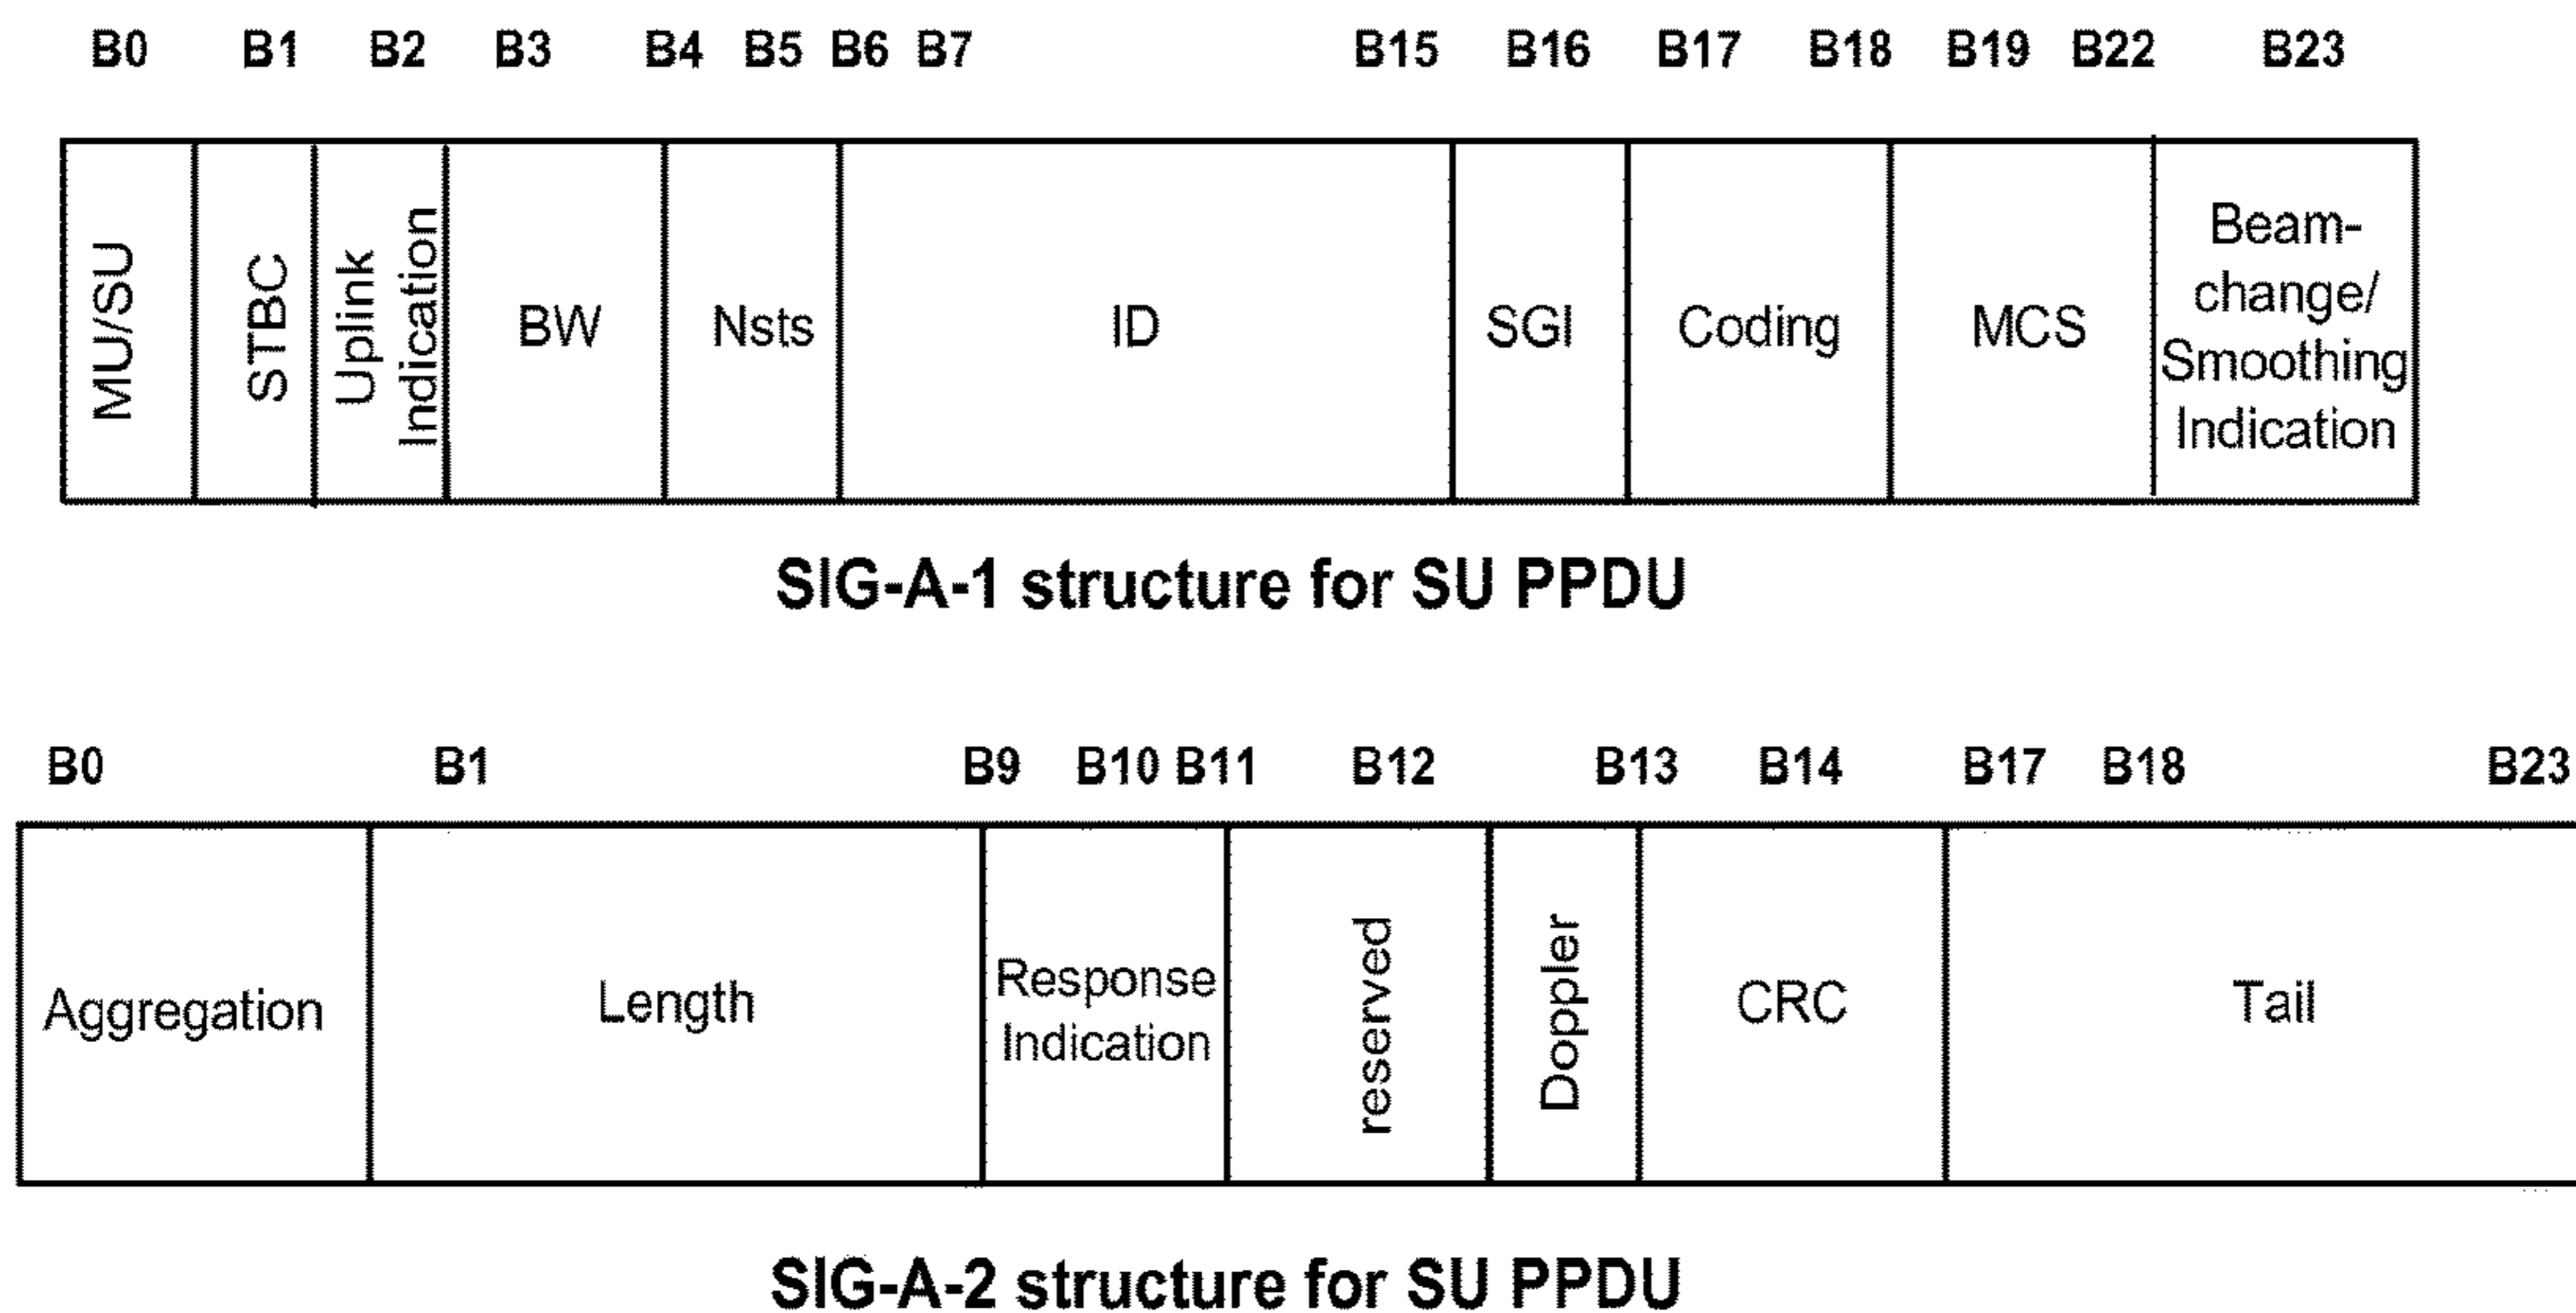 B0 B1 B2 B3 B4 B5 B6 B7 B15 B16 B17 B18 B19 B22 B23
MU/SU
STBC
Uplink
Indication
BW
Nsts
ID
SGI
Coding
MCS
Beam-
change/
Smoothing
Indication
SIG-A-1 structure for SU PPDU
B0 B1 B9 B10 B11 B12 B13 B14 B17 B18 B23
Aggregation
Length
Response
Indication
reserved
Doppler
CRC
Tail
SIG-A-2 structure for SU PPDU